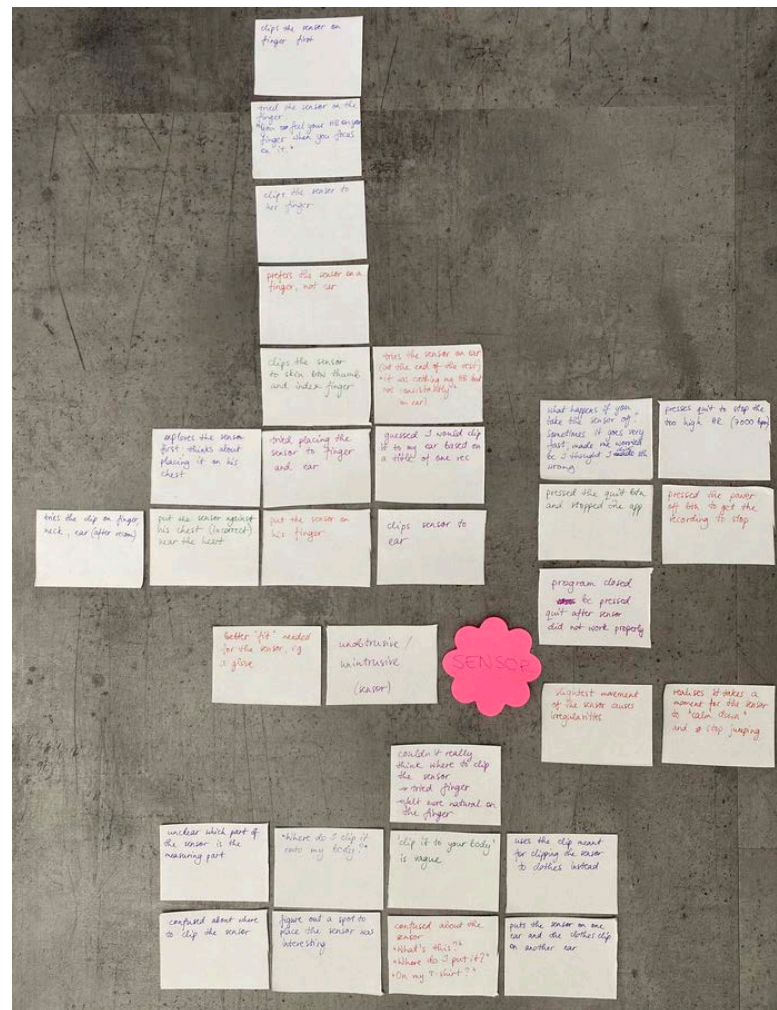 clips the sensor on
finger first
tried the sensor on the
finger.
feel your HR on your
finger when you focus
on it."
clips the sensor to
her finger
prefers the sensor on a
finger, not ear
clips the sensor
to skin btw thumb
and index finger
tries the sensor on ear
(at the end of the test)
"it was catching my HR but
not consistently"
on ear)
explores the sensor
first, thinks about
placing it on his
chest
tried placing the
sensor to finger
and ear
guessed I would clip
it to my ear based on
a title of one rec
tries the clip on finger,
neck, ear (after recom)
put the sensor against
his chest (incorrect)
near the heart
put the sensor on
his finger
clips sensor to
ear
what happens if you
take the sensor off"
sometimes it goes very
fast, made me worried
bc I thought I sth
wrong
presses quit to stop the
too high HR (7000 bpm)
pressed the quit btn
and stopped the app
pressed the power
off btn to get the
recording to stop
program closed
bc pressed
quit after sensor
did not work properly
better "fit" needed
for the sensor, eg
a glove
unobtrusive /
unintrusive
(sensor)
SENSOR
slightest movement
of the sensor causes
irregularities
realises it takes a
moment for the sensor
to "calm down"
and stop jumping
couldn't really
think where to clip
the sensor
→ tried finger
→ felt more natural on
the finger
unclear which part of
the sensor is the
measuring part
"Where do I clip it
onto my body?"
'clip it to your body'
is vague
uses the clip meant
for clipping the sensor
to clothes instead
confused about where
to clip the sensor
figure out a spot to
place the sensor was
interesting
confused about the
sensor
"What's this?"
"Where do I put it?"
"On my T-shirt?"
puts the sensor on one
ear and the clothes clip
on another ear